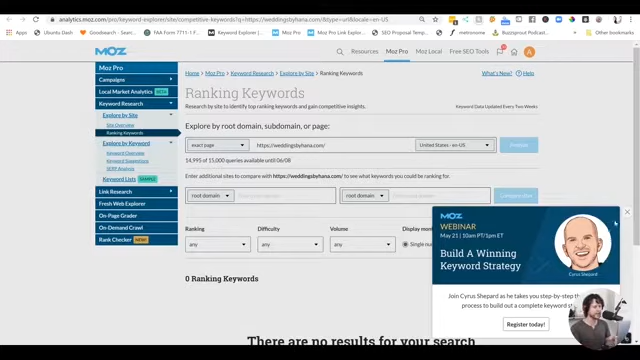 analytics.moz.com/pro/keyword-explorer/site/competitive-keywords?q=https://weddingsbyhana.com/&type=url&locale=en-US
Apps
Ubuntu Dash
Goodsearch - Search...
FAA Form 7711-1 C...
Keyword Explorer |...
Moz Pro
Moz Pro Link Explor...
SEO Proposal Temp...
metronome
Buzzsprout Podcast...
MOZ
Resources
Moz Pro
Moz Local
Free SEO Tools
A
Moz Pro
Campaigns
Local Market Analytics BETA
Keyword Research
Explore by Site
Site Overview
Ranking Keywords
Explore by Keyword
Keyword Overview
Keyword Suggestions
SERP Analysis
Keyword Lists
Link Research
Fresh Web Explorer
On-Page Grader
On-Demand Crawl
Rank Checker NEW!
Home > Moz Pro > Keyword Research > Explore by Site > Ranking Keywords
What's New?
Help
Ranking Keywords
Research by site to identify top ranking keywords and gain competitive insights.
Keyword Data Updated Every Two Weeks
Explore by root domain, subdomain, or page:
exact page
https://weddingsbyhana.com/
United States - en-US
14,995 of 15,000 queries available until 06/08
Enter additional sites to compare with https://weddingsbyhana.com/ to see what keywords you could be ranking for.
root domain
root domain
Ranking
Difficulty
Volume
any
any
any
0 Ranking Keywords
There are no results for your search
MOZ
WEBINAR
May 21 | 10am PT/1pm ET
Build A Winning
Keyword Strategy
Cyrus Shepard
Join Cyrus Shepard as he takes you step-by-step
process to build out a complete keyword
Register today!